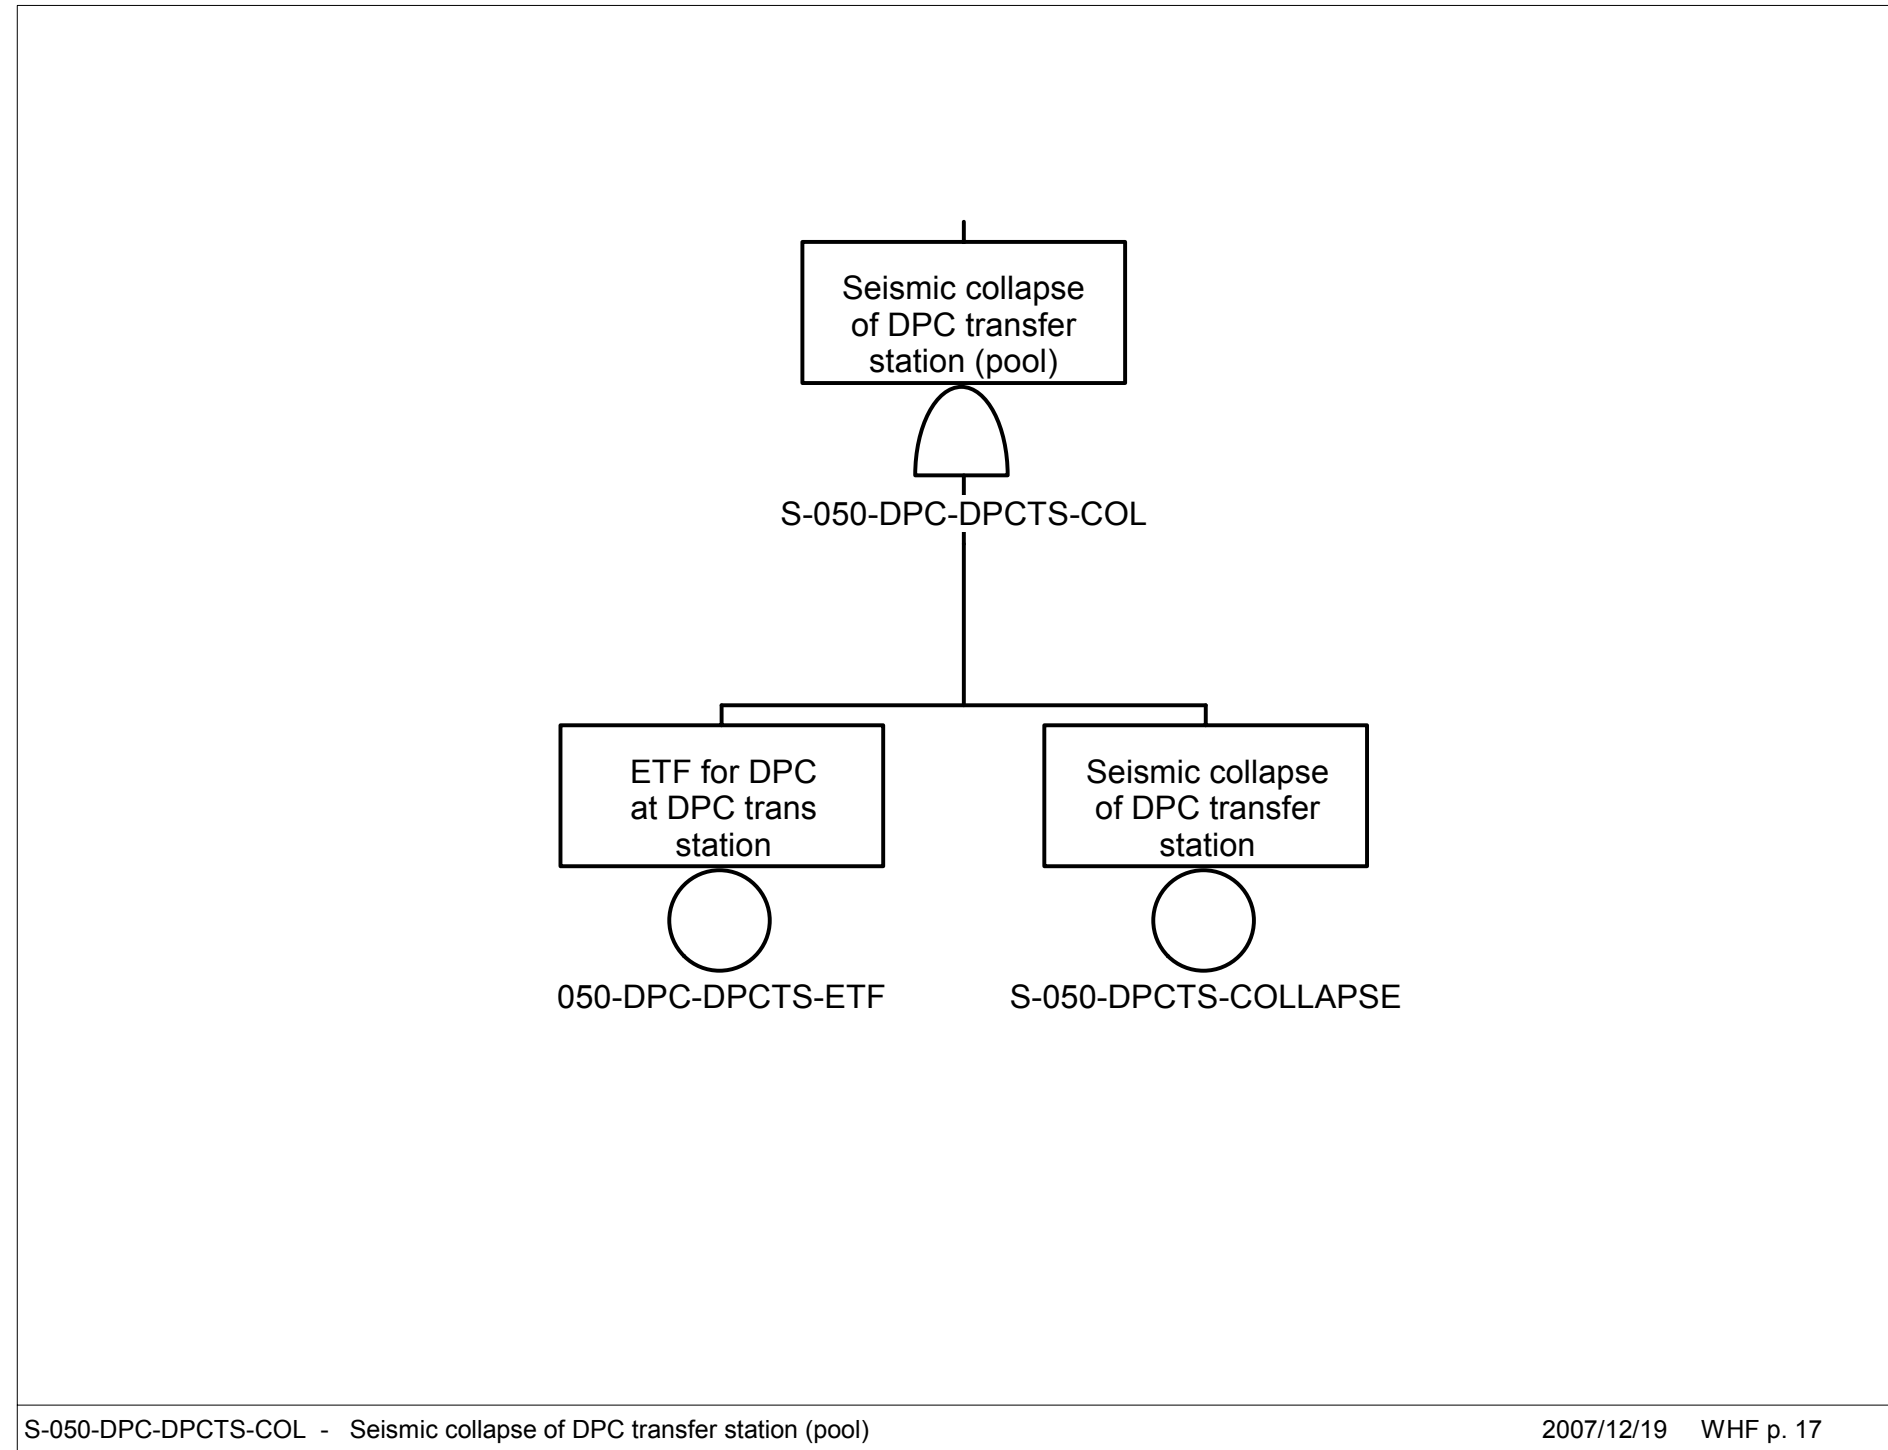 Seismic collapse
of DPC transfer
station (pool)
S-050-DPC-DPCTS-COL
ETF for DPC
at DPC trans
station
050-DPC-DPCTS-ETF
Seismic collapse
of DPC transfer
station
S-050-DPCTS-COLLAPSE
S-050-DPC-DPCTS-COL - Seismic collapse of DPC transfer station (pool) 2007/12/19 WHF p. 17